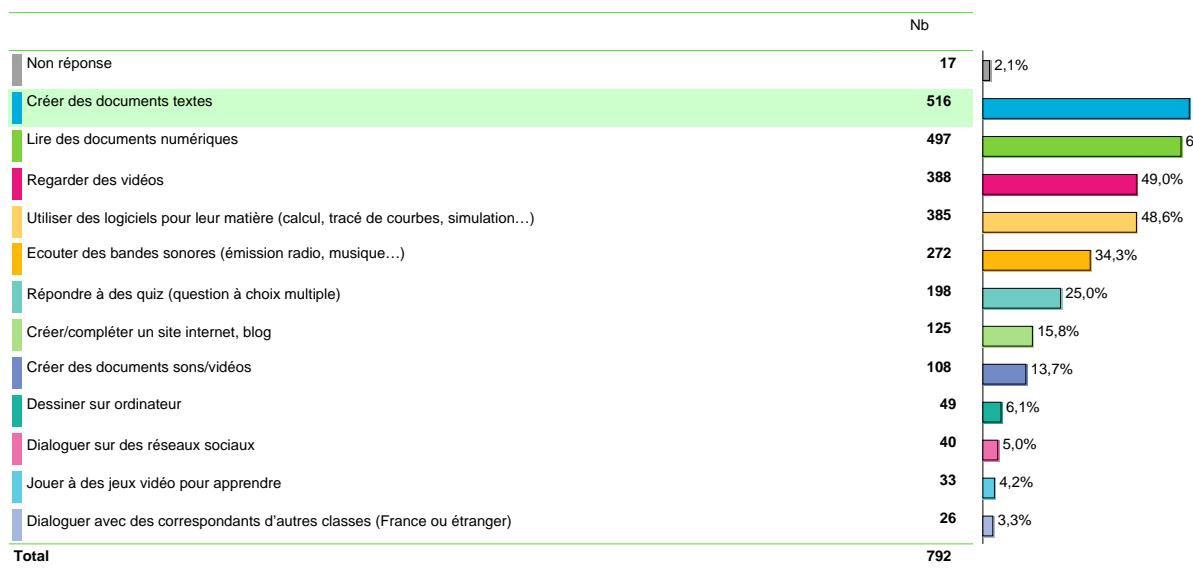 Nb
Non réponse 17 2,1%
Créer des documents textes 516
Lire des documents numériques 497 6
Regarder des vidéos 388 49,0%
Utiliser des logiciels pour leur matière (calcul, tracé de courbes, simulation…) 385 48,6%
Ecouter des bandes sonores (émission radio, musique…) 272 34,3%
Répondre à des quiz (question à choix multiple) 198 25,0%
Créer/compléter un site internet, blog 125 15,8%
Créer des documents sons/vidéos 108 13,7%
Dessiner sur ordinateur 49 6,1%
Dialoguer sur des réseaux sociaux 40 5,0%
Jouer à des jeux vidéo pour apprendre 33 4,2%
Dialoguer avec des correspondants d’autres classes (France ou étranger) 26 3,3%
Total 792